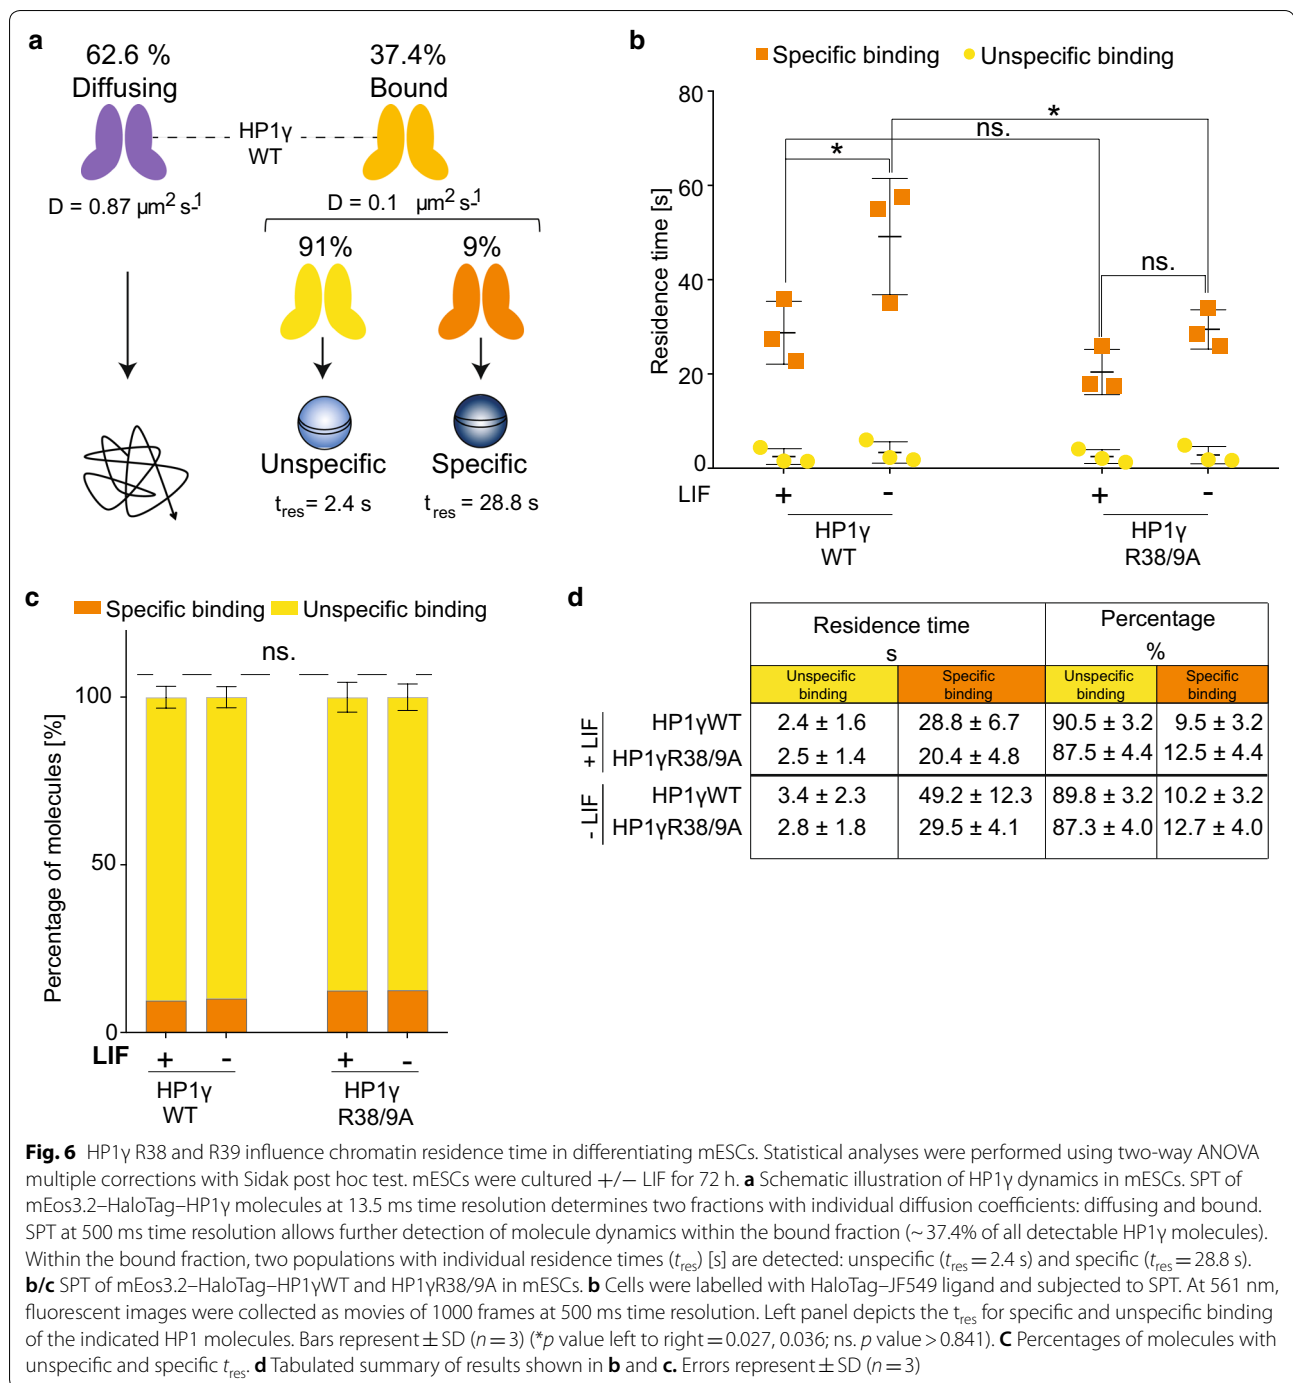 a
62.6 %
Diffusing
37.4%
Bound
HP1γ
WT
D = 0.87 µm² s-1
D = 0.1 µm² s-1
91%
9%
Unspecific
Specific
tres= 2.4 s
tres = 28.8 s
b
Specific binding
Unspecific binding
Residence time [s]
80
60
40
20
0
*
ns.
*
ns.
LIF + - + -
HP1γ
WT
HP1γ
R38/9A
c
Specific binding Unspecific binding
ns.
Percentage of molecules [%]
100
50
0
LIF + - + -
HP1γ
WT
HP1γ
R38/9A
d
Residence time Percentage
s %
Unspecific binding Specific binding Unspecific binding Specific binding
+ LIF
HP1γWT 2.4 ± 1.6 28.8 ± 6.7 90.5 ± 3.2 9.5 ± 3.2
HP1γR38/9A 2.5 ± 1.4 20.4 ± 4.8 87.5 ± 4.4 12.5 ± 4.4
- LIF
HP1γWT 3.4 ± 2.3 49.2 ± 12.3 89.8 ± 3.2 10.2 ± 3.2
HP1γR38/9A 2.8 ± 1.8 29.5 ± 4.1 87.3 ± 4.0 12.7 ± 4.0
Fig. 6 HP1γ R38 and R39 influence chromatin residence time in differentiating mESCs. Statistical analyses were performed using two-way ANOVA
multiple corrections with Sidak post hoc test. mESCs were cultured +/− LIF for 72 h. a Schematic illustration of HP1γ dynamics in mESCs. SPT of
mEos3.2–HaloTag–HP1γ molecules at 13.5 ms time resolution determines two fractions with individual diffusion coefficients: diffusing and bound.
SPT at 500 ms time resolution allows further detection of molecule dynamics within the bound fraction (~37.4% of all detectable HP1γ molecules).
Within the bound fraction, two populations with individual residence times (tres) [s] are detected: unspecific (tres = 2.4 s) and specific (tres = 28.8 s).
b/c SPT of mEos3.2–HaloTag–HP1γWT and HP1γR38/9A in mESCs. b Cells were labelled with HaloTag–JF549 ligand and subjected to SPT. At 561 nm,
fluorescent images were collected as movies of 1000 frames at 500 ms time resolution. Left panel depicts the tres for specific and unspecific binding
of the indicated HP1 molecules. Bars represent ± SD (n = 3) (*p value left to right = 0.027, 0.036; ns. p value > 0.841). C Percentages of molecules with
unspecific and specific tres. d Tabulated summary of results shown in b and c. Errors represent ± SD (n = 3)